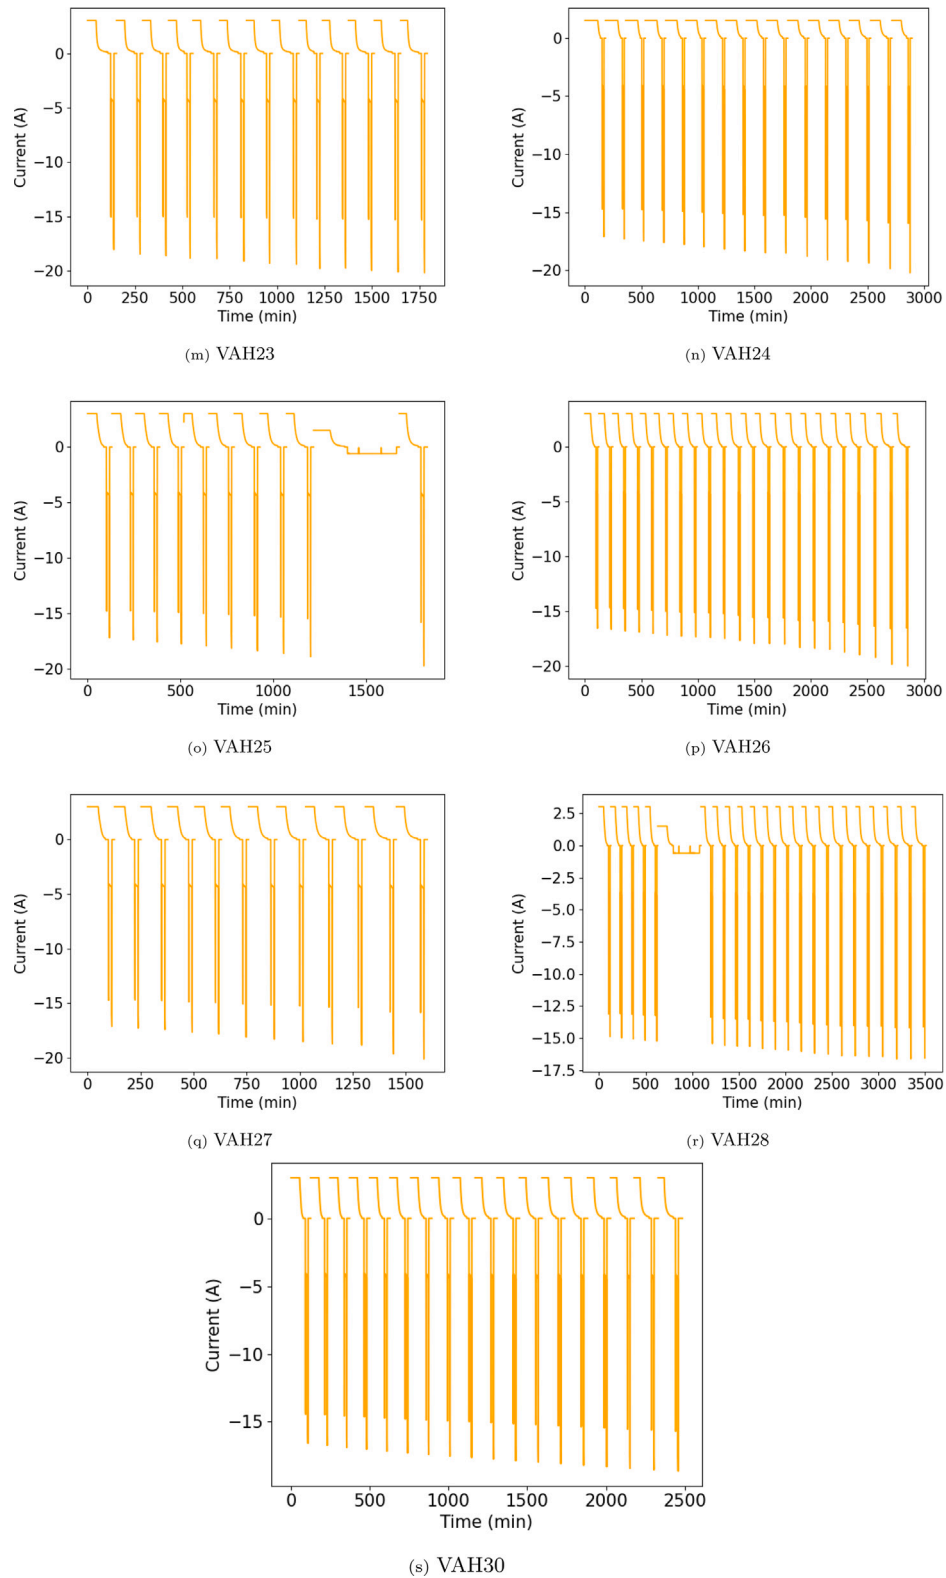 0
−5
−10
−15
−20
Current (A)
0 250 500 750 1000 1250 1500 1750
Time (min)
(m) VAH23
0
−5
−10
−15
−20
Current (A)
0 500 1000 1500 2000 2500 3000
Time (min)
(n) VAH24
0
−5
−10
−15
−20
Current (A)
0 500 1000 1500
Time (min)
(o) VAH25
0
−5
−10
−15
−20
Current (A)
0 500 1000 1500 2000 2500 3000
Time (min)
(p) VAH26
0
−5
−10
−15
−20
Current (A)
0 250 500 750 1000 1250 1500
Time (min)
(q) VAH27
2.5
0.0
−2.5
−5.0
−7.5
−10.0
−12.5
−15.0
−17.5
Current (A)
0 500 1000 1500 2000 2500 3000 3500
Time (min)
(r) VAH28
0
−5
−10
−15
Current (A)
0 500 1000 1500 2000 2500
Time (min)
(s) VAH30